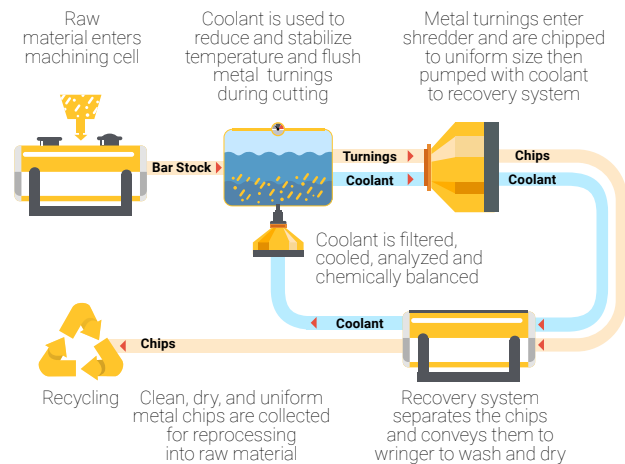 Raw
material enters
machining cell
Coolant is used to
reduce and stabilize
temperature and flush
metal turnings
during cutting
Metal turnings enter
shredder and are chipped
to uniform size then
pumped with coolant
to recovery system
Bar Stock
Turnings
Coolant
Chips
Coolant
Coolant is filtered,
cooled, analyzed and
chemically balanced
Coolant
Chips
Recycling
Clean, dry, and uniform
metal chips are collected
for reprocessing
into raw material
Recovery system
separates the chips
and conveys them to
wringer to wash and dry